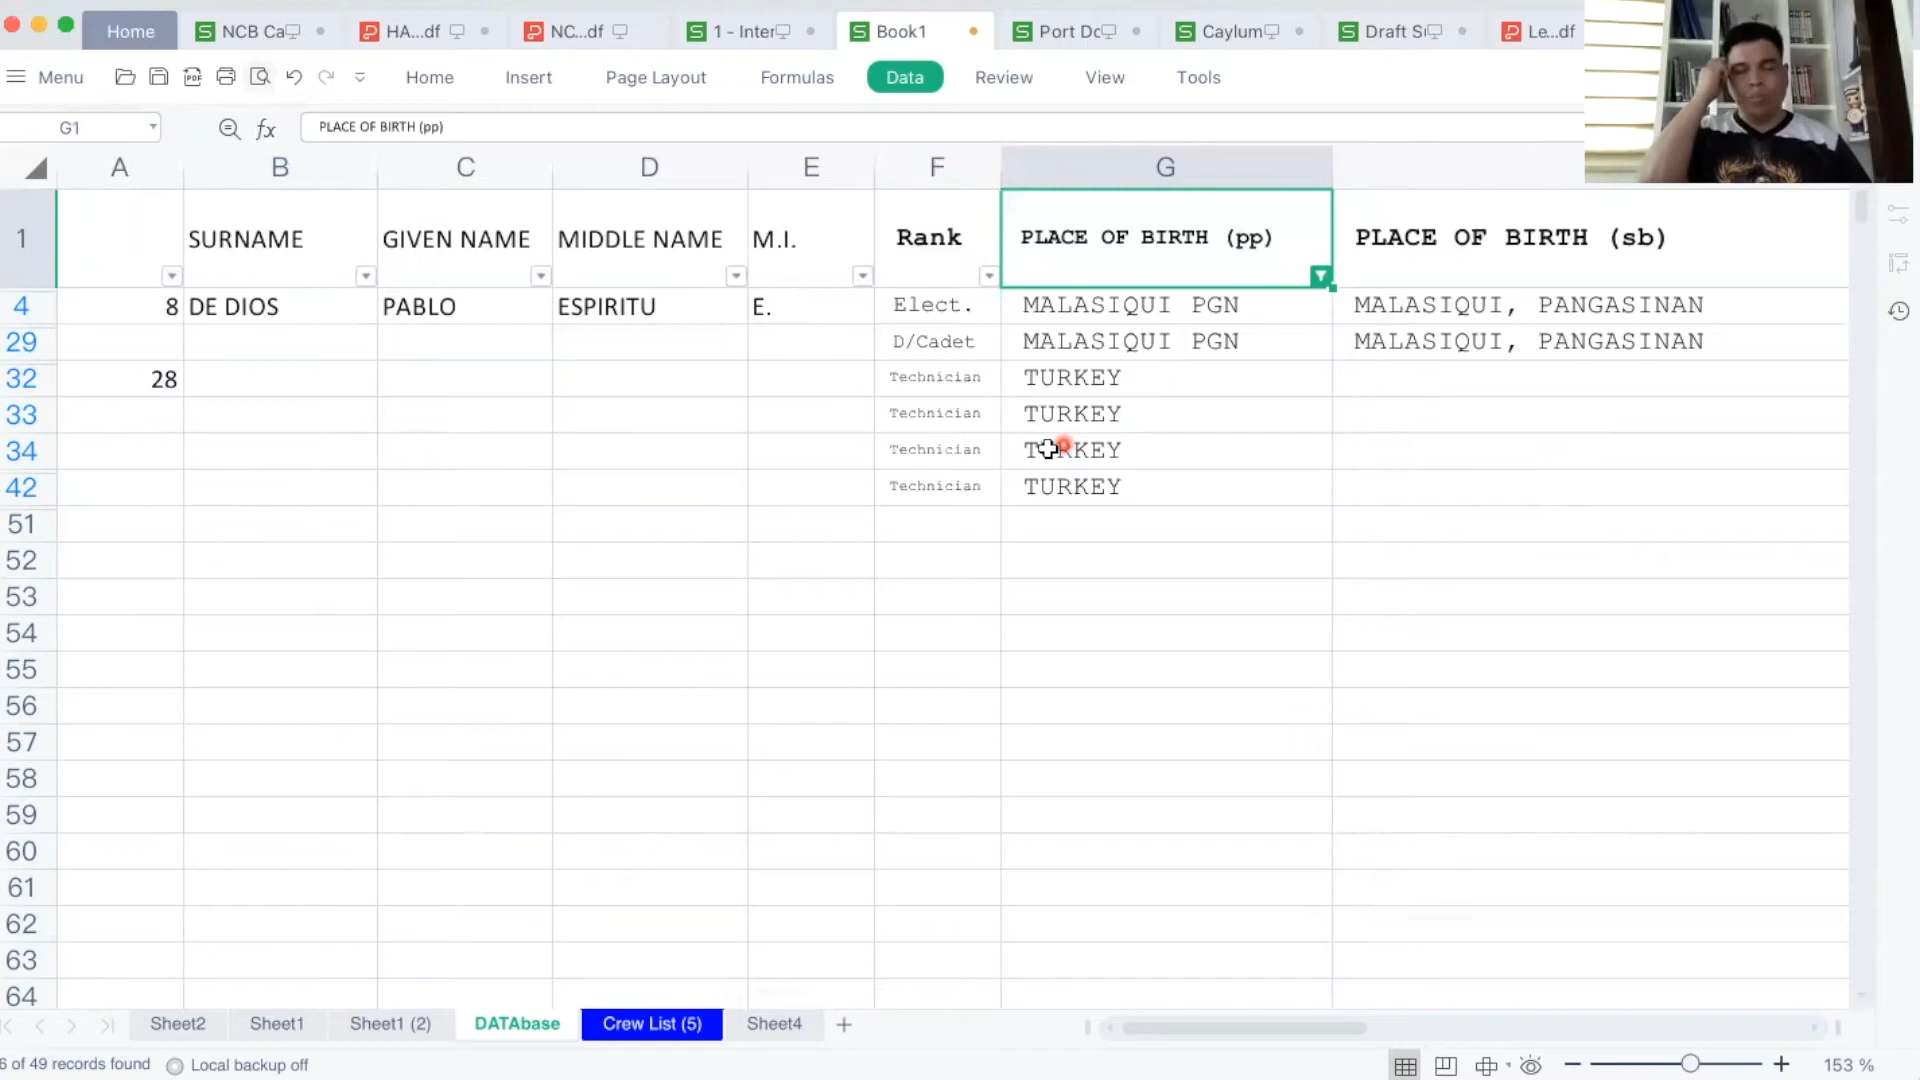 Home NCB Ca HA...df NC...df 1 - Inter Book1 Port Dc Caylum Draft Si Le...df
Menu Home Insert Page Layout Formulas Data Review View Tools
G1 fx PLACE OF BIRTH (pp)
A B C D E F G
1 SURNAME GIVEN NAME MIDDLE NAME M.I. Rank PLACE OF BIRTH (pp) PLACE OF BIRTH (sb)
4 8 DE DIOS PABLO ESPIRITU E. Elect. MALASIQUI PGN MALASIQUI, PANGASINAN
29 D/Cadet MALASIQUI PGN MALASIQUI, PANGASINAN
32 28 Technician TURKEY
33 Technician TURKEY
34 Technician TURKEY
42 Technician TURKEY
51
52
53
54
55
56
57
58
59
60
61
62
63
64
Sheet2 Sheet1 Sheet1 (2) DATAbase Crew List (5) Sheet4
6 of 49 records found Local backup off 153 %